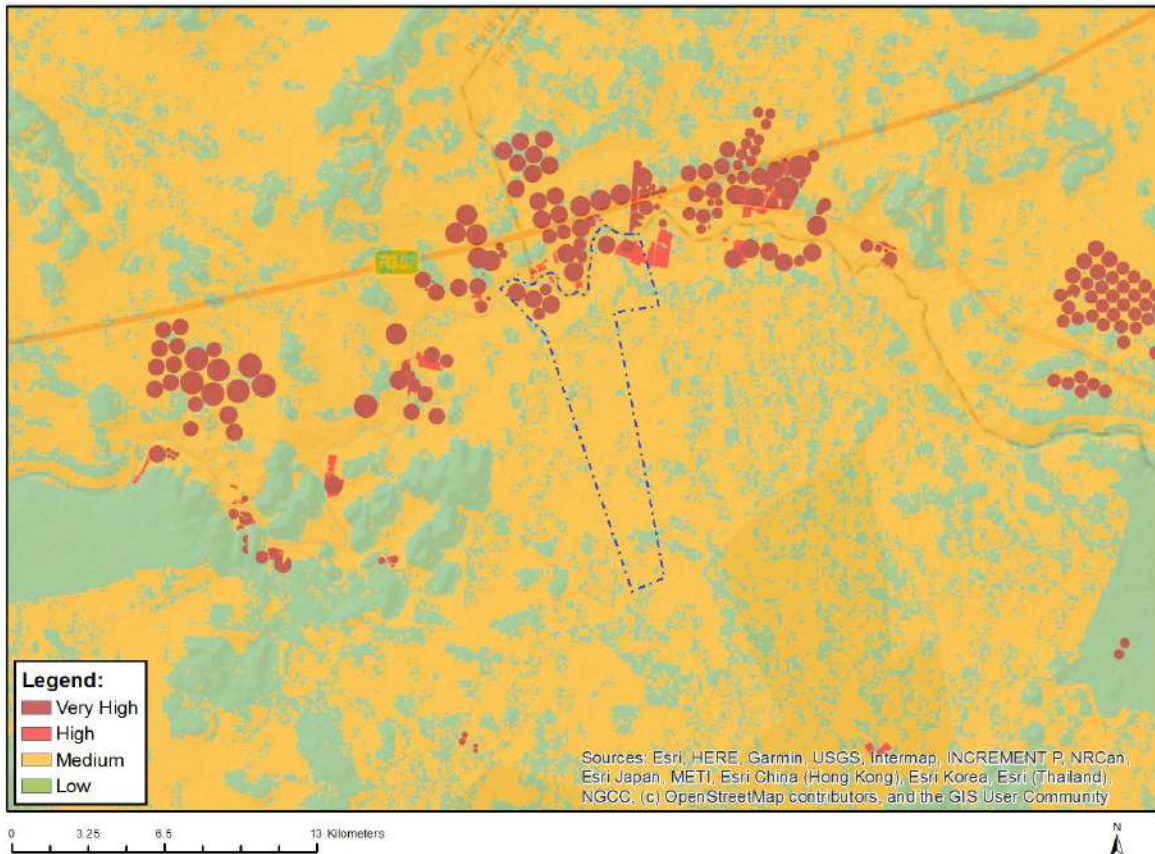 Legend:
Very High
High
Medium
Low
Sources: Esri, HERE, Garmin, USGS, Intermap, INCREMENT P, NRCan,
Esri Japan, METI, Esri China (Hong Kong), Esri Korea, Esri (Thailand),
NGCC, (c) OpenStreetMap contributors, and the GIS User Community
0 3.25 6.5 13 Kilometers
N